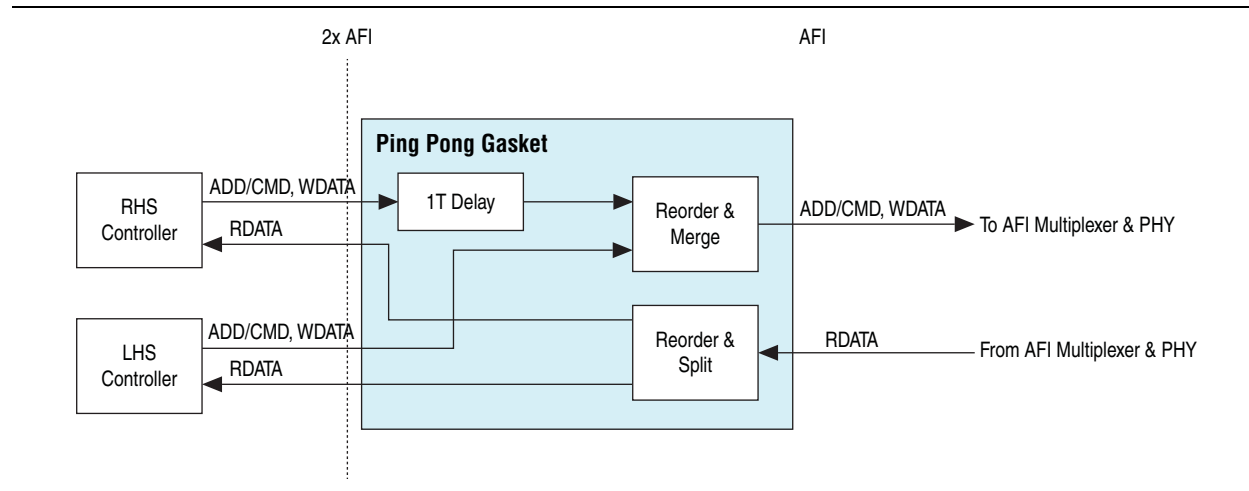 2x AFI
AFI
Ping Pong Gasket
RHS
Controller
ADD/CMD, WDATA
RDATA
1T Delay
Reorder &
Merge
ADD/CMD, WDATA
To AFI Multiplexer & PHY
LHS
Controller
ADD/CMD, WDATA
RDATA
Reorder &
Split
RDATA
From AFI Multiplexer & PHY